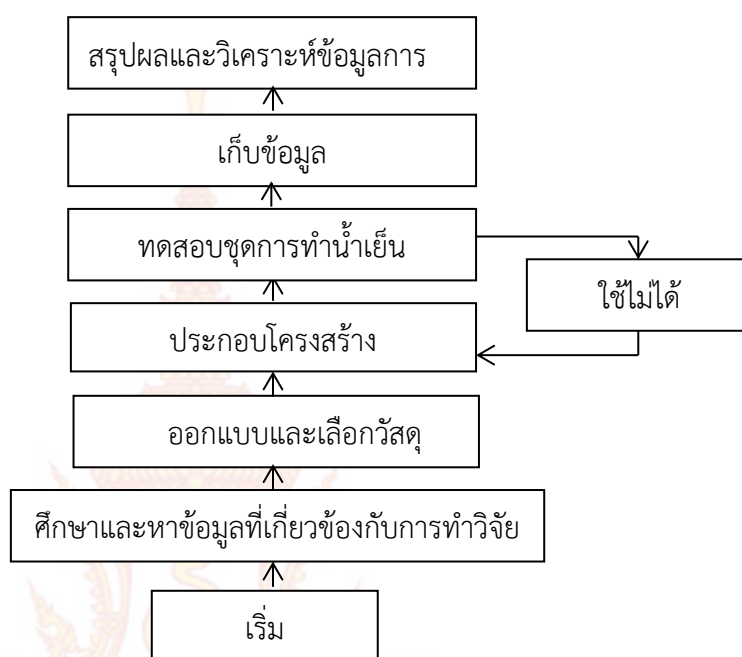 สรุปผลและวิเคราะห์ข้อมูลการ
เก็บข้อมูล
ทดสอบชุดการทำน้ำเย็น
ใช้ไม่ได้
ประกอบโครงสร้าง
ออกแบบและเลือกวัสดุ
ศึกษาและหาข้อมูลที่เกี่ยวข้องกับการทำวิจัย
เริ่ม